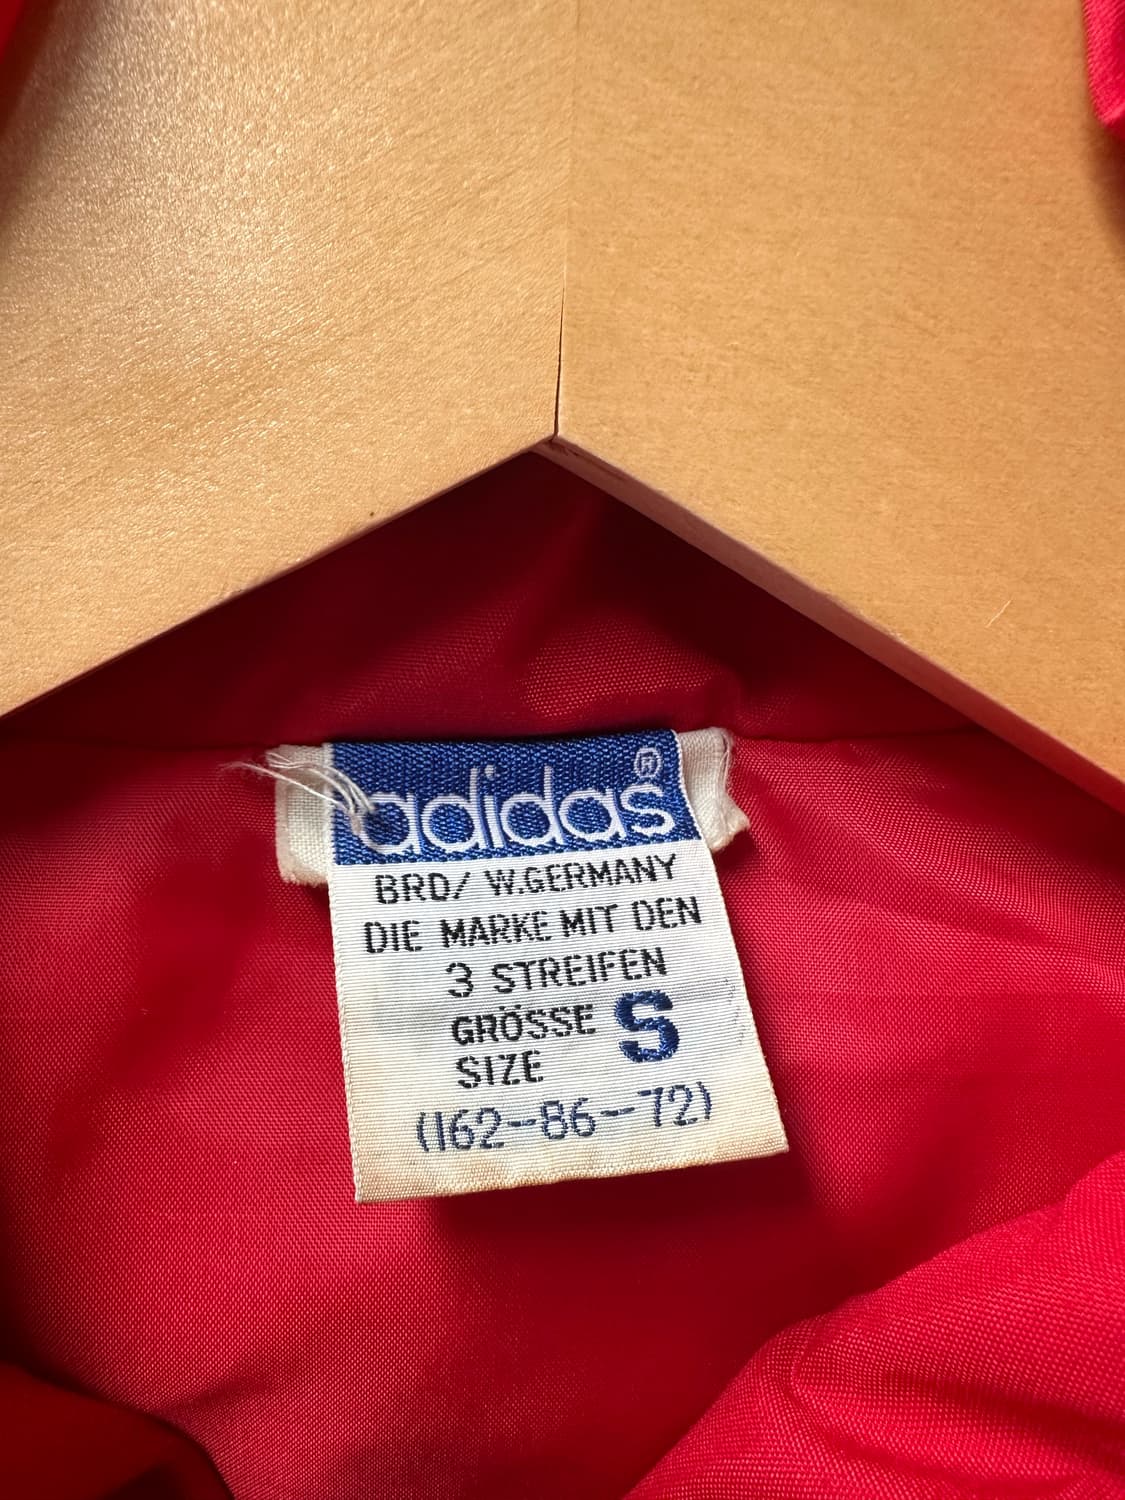 adidas®
BRD/ W.GERMANY
DIE MARKE MIT DEN
3 STREIFEN
GRÖSSE S
SIZE
(162--86--72)